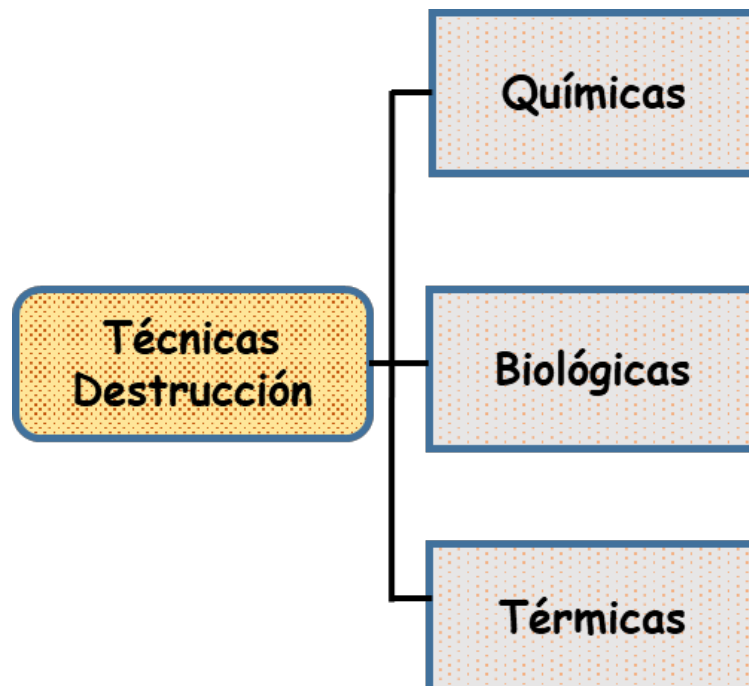 Químicas
Técnicas
Destrucción
Biológicas
Térmicas